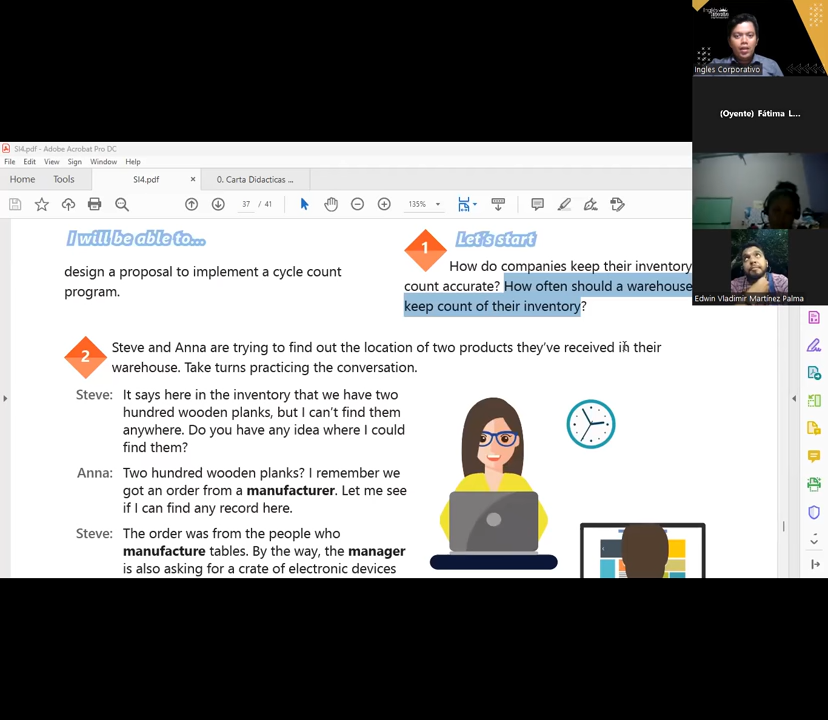 SI4.pdf - Adobe Acrobat Pro DC
File Edit View Sign Window Help
Home Tools SI4.pdf × 0. Carta Didacticas ...
37 / 41 135%
I will be able to...
design a proposal to implement a cycle count
program.
1 Let's start
How do companies keep their inventory
count accurate? How often should a warehouse
keep count of their inventory?
2 Steve and Anna are trying to find out the location of two products they've received in their
warehouse. Take turns practicing the conversation.
Steve: It says here in the inventory that we have two
hundred wooden planks, but I can't find them
anywhere. Do you have any idea where I could
find them?
Anna: Two hundred wooden planks? I remember we
got an order from a manufacturer. Let me see
if I can find any record here.
Steve: The order was from the people who
manufacture tables. By the way, the manager
is also asking for a crate of electronic devices
Ingles Corporativo
(Oyente) Fátima L...
Edwin Vladimir Martínez Palma